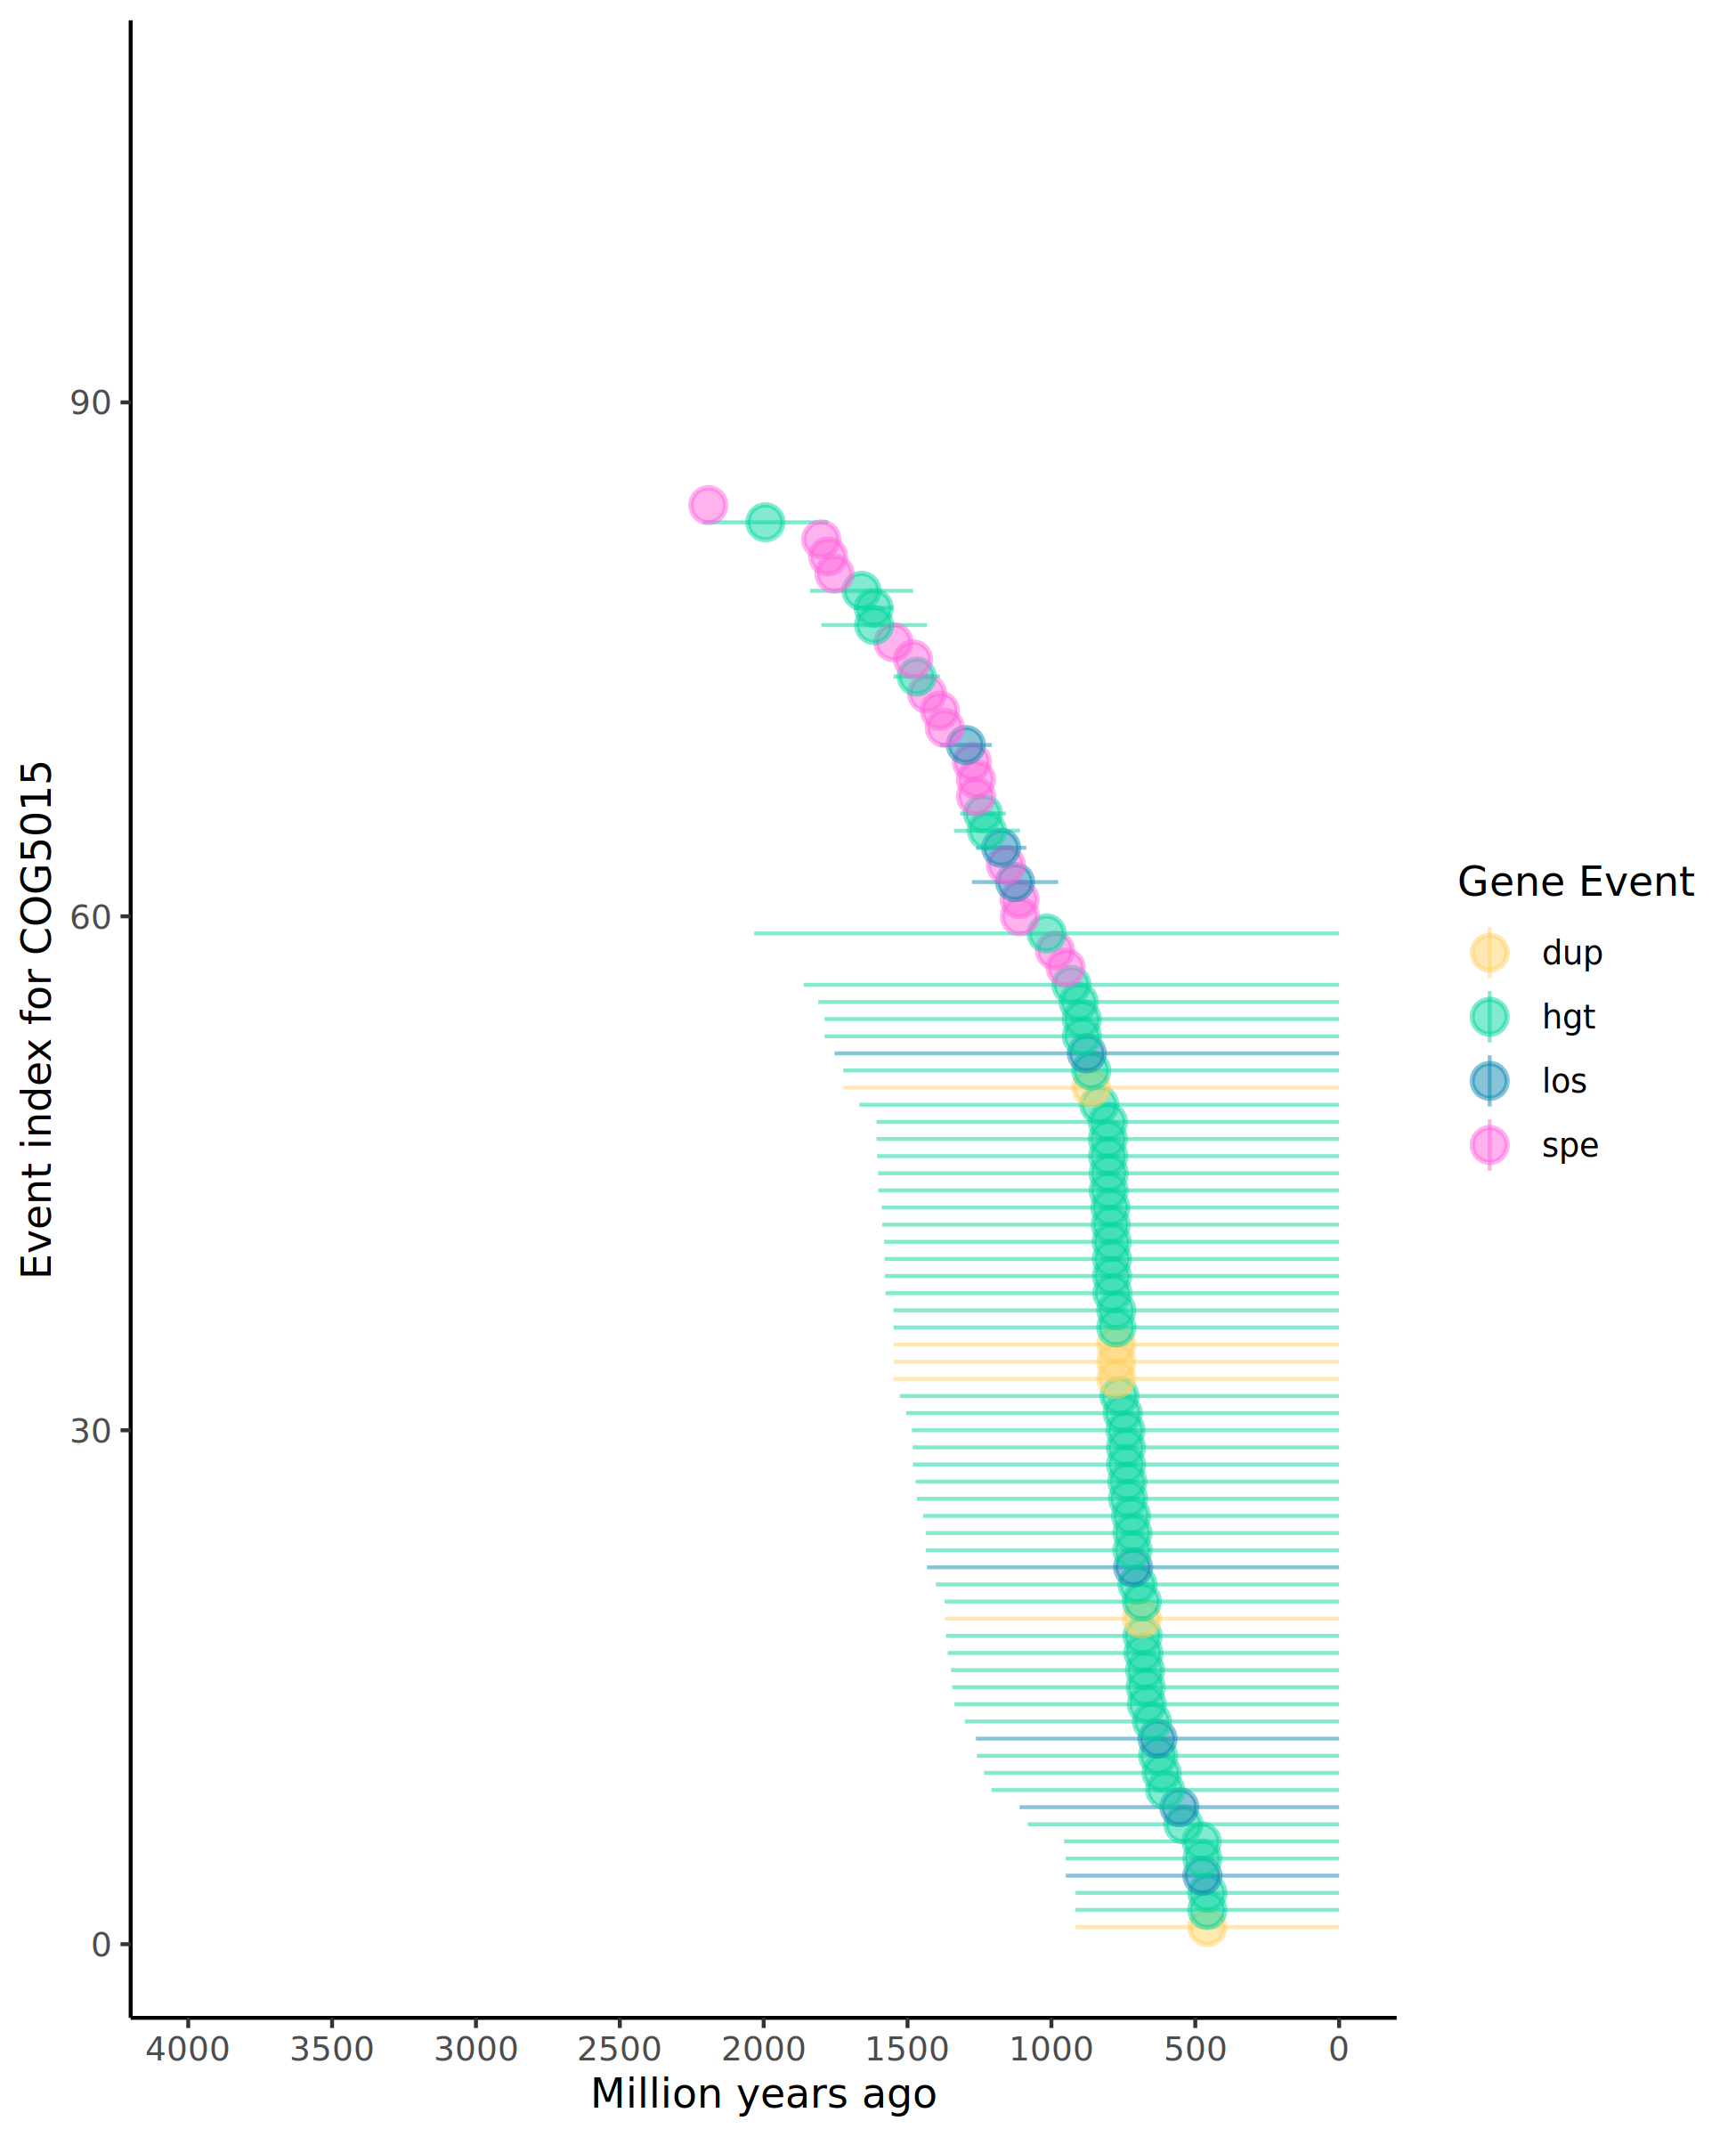 Event index for COG5015
90
60
30
0
4000 3500 3000 2500 2000 1500 1000 500 0
Million years ago
Gene Event
dup
hgt
los
spe